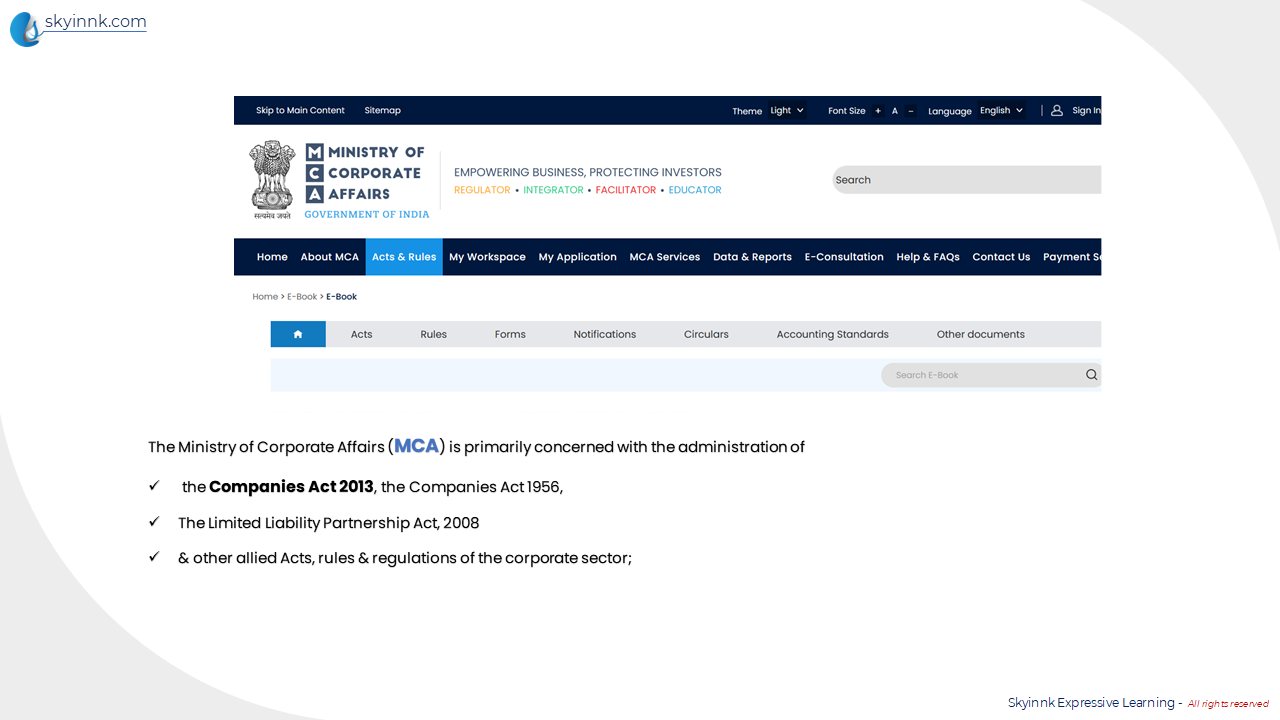 skyinnk.com
Skip to Main Content Sitemap Theme Light Font Size + A - Language English Sign In
MINISTRY OF
CORPORATE
AFFAIRS
GOVERNMENT OF INDIA
M
C
A
सत्यमेव जयते
EMPOWERING BUSINESS, PROTECTING INVESTORS
REGULATOR • INTEGRATOR • FACILITATOR • EDUCATOR
Search
Home About MCA Acts & Rules My Workspace My Application MCA Services Data & Reports E-Consultation Help & FAQs Contact Us Payment Se
Home > E-Book > E-Book
Acts Rules Forms Notifications Circulars Accounting Standards Other documents
Search E-Book
The Ministry of Corporate Affairs (MCA) is primarily concerned with the administration of
✓ the Companies Act 2013, the Companies Act 1956,
✓ The Limited Liability Partnership Act, 2008
✓ & other allied Acts, rules & regulations of the corporate sector;
Skyinnk Expressive Learning - All rights reserved